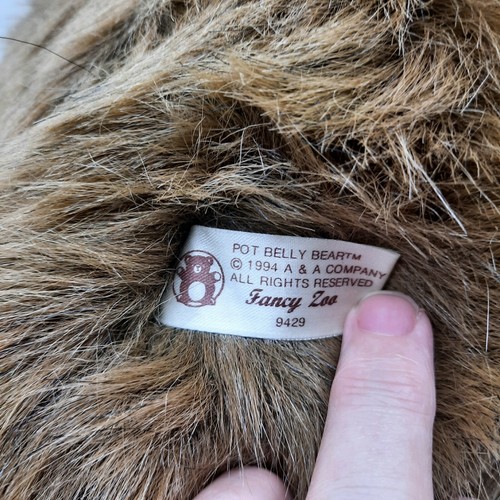 POT BELLY BEAR™
© 1994 A & A COMPANY
ALL RIGHTS RESERVED
Fancy Zoo
9429